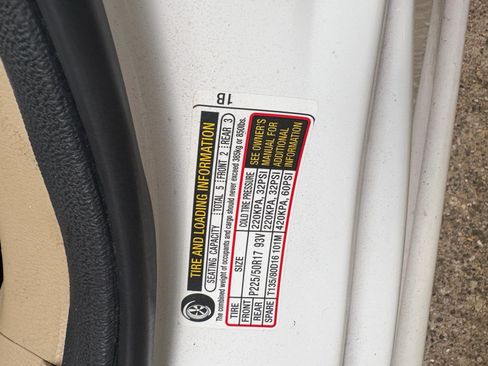 1B
TIRE AND LOADING INFORMATION
SEATING CAPACITY TOTAL 5 FRONT 2 REAR 3
The combined weight of occupants and cargo should never exceed 385kg or 850lbs.
TIRE SIZE COLD TIRE PRESSURE
FRONT P225/50R17 93V 220KPA, 32PSI
REAR 220KPA, 32PSI
SPARE T135/80D16 101M 420KPA, 60PSI
SEE OWNER'S
MANUAL FOR
ADDITIONAL
INFORMATION